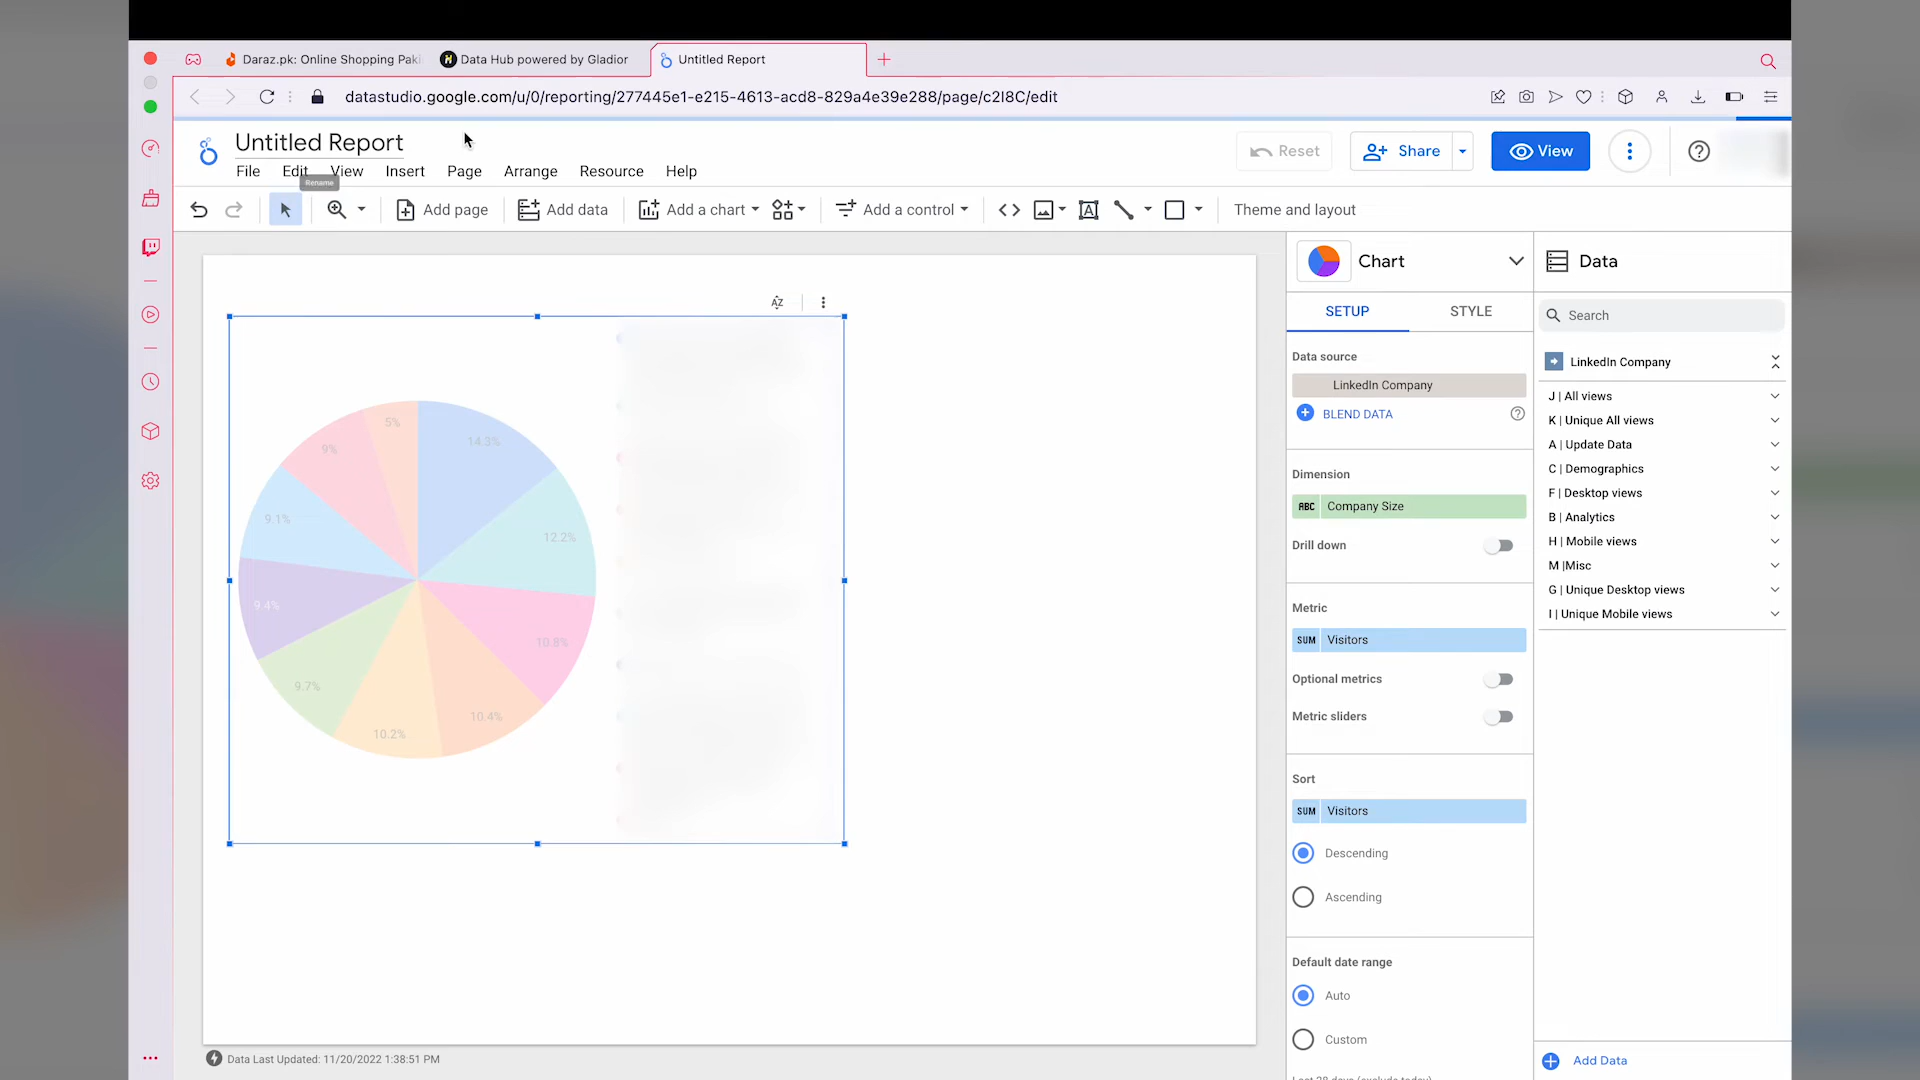 Daraz.pk: Online Shopping Paki
Data Hub powered by Gladior
Untitled Report
datastudio.google.com/u/0/reporting/277445e1-e215-4613-acd8-829a4e39e288/page/c2I8C/edit
Untitled Report
File Edit View Insert Page Arrange Resource Help
Rename
Reset
Share
View
Add page
Add data
Add a chart
Add a control
Theme and layout
AZ
14.3%
12.2%
10.8%
10.4%
10.2%
9.7%
9.4%
9.1%
9%
5%
Data Last Updated: 11/20/2022 1:38:51 PM
Chart
SETUP
STYLE
Data source
LinkedIn Company
BLEND DATA
Dimension
ABC Company Size
Drill down
Metric
SUM Visitors
Optional metrics
Metric sliders
Sort
SUM Visitors
Descending
Ascending
Default date range
Auto
Custom
Last 28 days (exclude today)
Data
Search
LinkedIn Company
J | All views
K | Unique All views
A | Update Data
C | Demographics
F | Desktop views
B | Analytics
H | Mobile views
M |Misc
G | Unique Desktop views
I | Unique Mobile views
Add Data